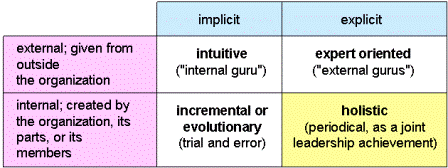 implicit
explicit
external; given from
outside
the organization
intuitive
("internal guru")
expert oriented
("external gurus")
internal; created by
the organization, its
parts, or its
members
incremental or
evolutionary
(trial and error)
holistic
(periodical, as a joint
leadership achievement)